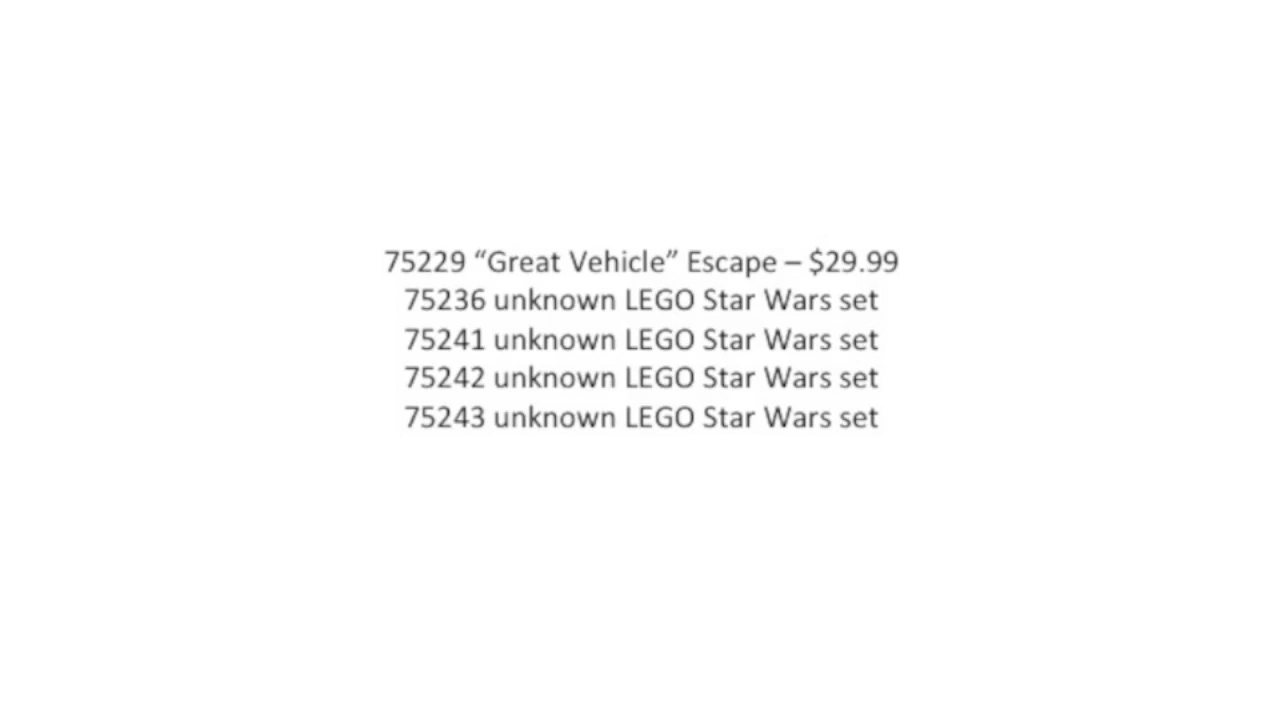 75229 “Great Vehicle” Escape – $29.99
75236 unknown LEGO Star Wars set
75241 unknown LEGO Star Wars set
75242 unknown LEGO Star Wars set
75243 unknown LEGO Star Wars set